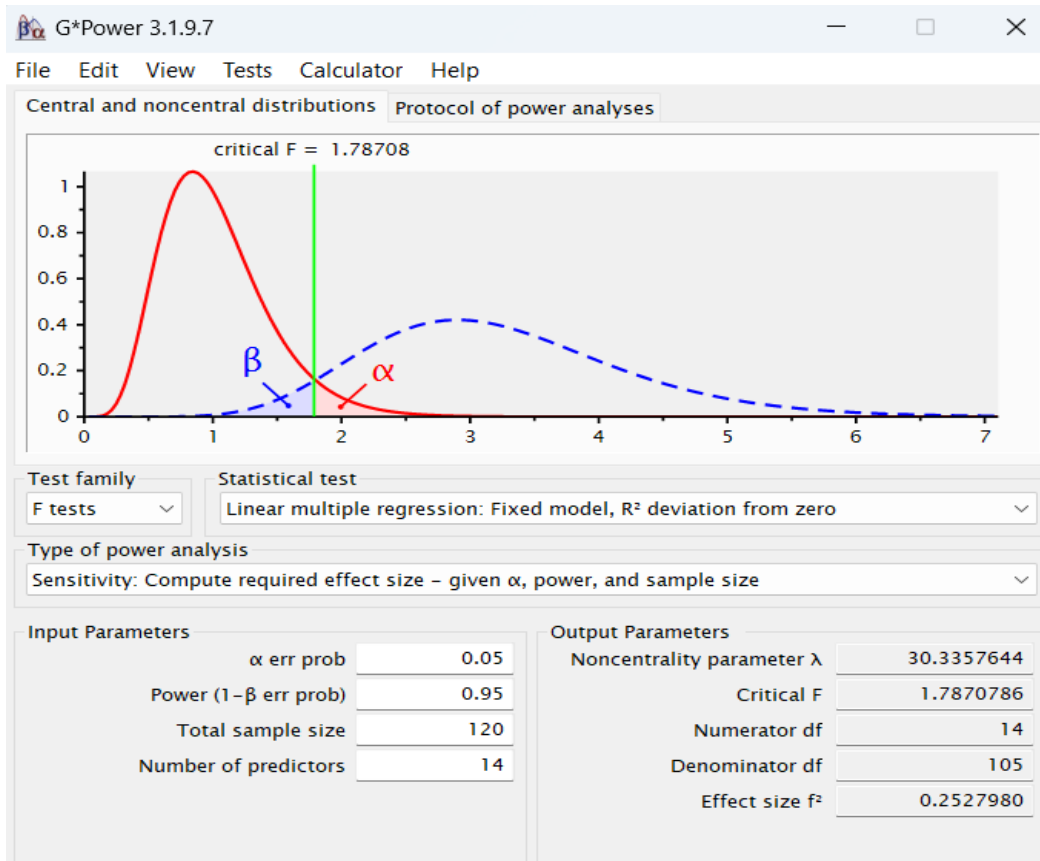 G*Power 3.1.9.7
File Edit View Tests Calculator Help
Central and noncentral distributions Protocol of power analyses
critical F = 1.78708
1
0.8
0.6
0.4
0.2
0
β
α
0 1 2 3 4 5 6 7
Test family Statistical test
F tests Linear multiple regression: Fixed model, R² deviation from zero
Type of power analysis
Sensitivity: Compute required effect size – given α, power, and sample size
Input Parameters Output Parameters
α err prob 0.05 Noncentrality parameter λ 30.3357644
Power (1–β err prob) 0.95 Critical F 1.7870786
Total sample size 120 Numerator df 14
Number of predictors 14 Denominator df 105
Effect size f² 0.2527980